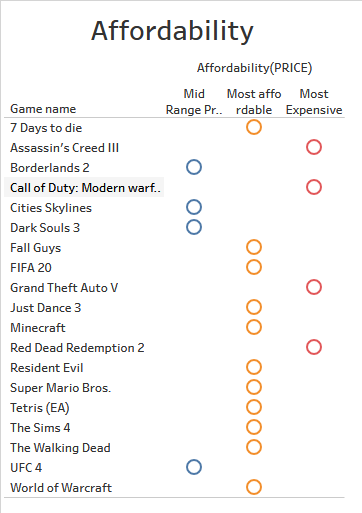 Affordability
Affordability(PRICE)
Mid Most affo Most
Game name Range Pr.. rdable Expensive
7 Days to die
Assassin's Creed III
Borderlands 2
Call of Duty: Modern warf..
Cities Skylines
Dark Souls 3
Fall Guys
FIFA 20
Grand Theft Auto V
Just Dance 3
Minecraft
Red Dead Redemption 2
Resident Evil
Super Mario Bros.
Tetris (EA)
The Sims 4
The Walking Dead
UFC 4
World of Warcraft